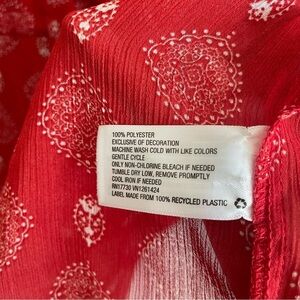 100% POLYESTER
EXCLUSIVE OF DECORATION
MACHINE WASH COLD WITH LIKE COLORS
GENTLE CYCLE
ONLY NON-CHLORINE BLEACH IF NEEDED
TUMBLE DRY LOW, REMOVE PROMPTLY
COOL IRON IF NEEDED
RN17730 VN1261424
LABEL MADE FROM 100% RECYCLED PLASTIC